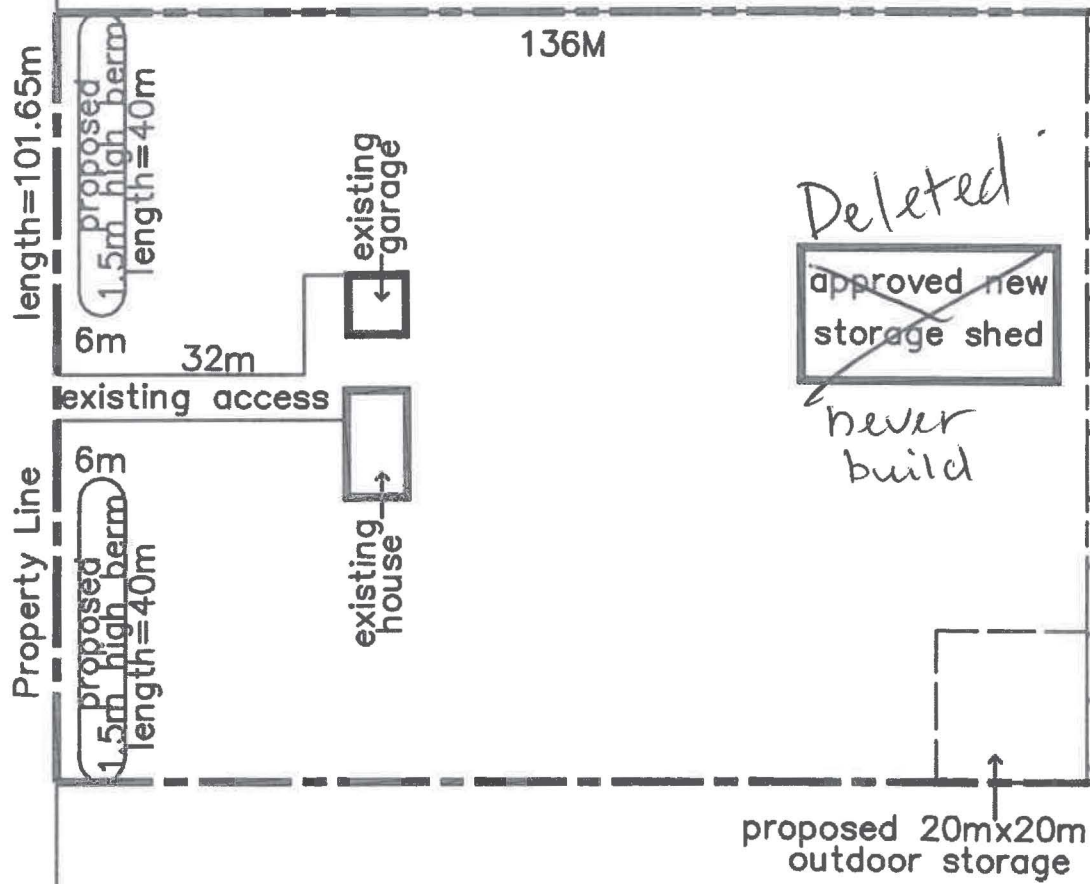 136M
length=101.65m
Property Line
proposed
1.5m high berm
length=40m
existing
garage
Deleted
approved new
storage shed
never
build
6m
32m
existing access
6m
existing
house
proposed
1.5m high berm
length=40m
proposed 20mx20m
outdoor storage